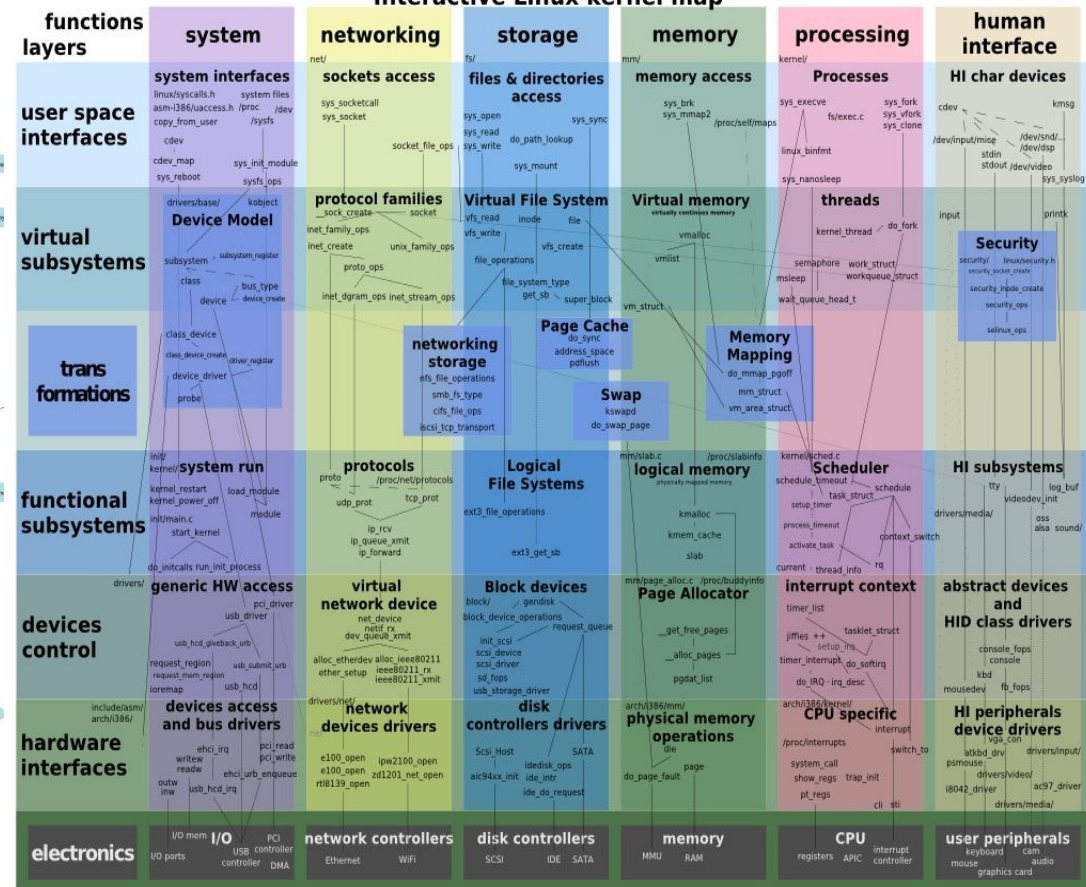 interactive Linux kernel map
functions
layers
system
networking
storage
memory
processing
human
interface
user space
interfaces
net/
fs/
mm/
kernel/
system interfaces
linux/syscalls.h
system files
asm-i386/uaccess.h
/proc
/dev
copy_from_user
/sysfs
cdev
cdev_map
sys_init_module
sys_reboot
sysfs_ops
sockets access
sys_socketcall
sys_socket
socket_file_ops
files & directories
access
sys_open
sys_sync
sys_read
do_path_lookup
sys_write
sys_mount
memory access
sys_brk
sys_mmap2
/proc/self/maps
Processes
sys_execve
sys_fork
fs/exec.c
sys_vfork
sys_clone
linux_binfmt
sys_nanosleep
HI char devices
cdev
kmsg
/dev/input/mice
/dev/snd/...
/dev/dsp
stdin
stdout
/dev/video
sys_syslog
virtual
subsystems
drivers/base/
kobject
Device Model
subsystem
subsystem_register
class
bus_type
device
device_create
class_device
class_device_create
driver_register
device_driver
probe
protocol families
__sock_create
socket
inet_family_ops
inet_create
unix_family_ops
proto_ops
inet_dgram_ops
inet_stream_ops
Virtual File System
vfs_read
inode
file
vfs_write
vfs_create
file_operations
file_system_type
get_sb
super_block
Virtual memory
virtually continues memory
vmalloc
vmlist
vm_struct
threads
kernel_thread
do_fork
semaphore
work_struct
msleep
workqueue_struct
wait_queue_head_t
input
printk
Security
security/
linux/security.h
security_socket_create
security_inode_create
security_ops
selinux_ops
trans
formations
networking
storage
nfs_file_operations
smb_fs_type
cifs_file_ops
iscsi_tcp_transport
Page Cache
do_sync
address_space
pdflush
Swap
kswapd
do_swap_page
Memory
Mapping
do_mmap_pgoff
mm_struct
vm_area_struct
functional
subsystems
init/
kernel/
system run
kernel_restart
kernel_power_off
load_module
module
init/main.c
start_kernel
do_initcalls
run_init_process
protocols
proto
/proc/net/protocols
udp_prot
tcp_prot
ip_rcv
ip_queue_xmit
ip_forward
Logical
File Systems
ext3_file_operations
ext3_get_sb
mm/slab.c
/proc/slabinfo
logical memory
physically mapped memory
kmalloc
kmem_cache
slab
kernel/sched.c
Scheduler
schedule_timeout
schedule
task_struct
setup_timer
process_timeout
context_switch
activate_task
current
thread_info
rq
HI subsystems
tty
log_buf
videodev_init
drivers/media/
oss
alsa
sound/
devices
control
drivers/
generic HW access
pci_driver
usb_driver
usb_hcd_giveback_urb
request_region
usb_submit_urb
request_mem_region
ioremap
usb_hcd
virtual
network device
net_device
netif_rx
dev_queue_xmit
alloc_etherdev
alloc_ieee80211
ether_setup
ieee80211_rx
ieee80211_xmit
Block devices
block/
gendisk
block_device_operations
request_queue
init_scsi
scsi_device
scsi_driver
sd_fops
usb_storage_driver
mm/page_alloc.c
/proc/buddyinfo
Page Allocator
__get_free_pages
__alloc_pages
pgdat_list
interrupt context
timer_list
jiffies ++
tasklet_struct
setup_irq
timer_interrupt
do_softirq
do_IRQ
irq_desc
abstract devices
and
HID class drivers
console_fops
console
kbd
mousedev
fb_fops
hardware
interfaces
include/asm/
arch/i386/
devices access
and bus drivers
ehci_irq
pci_read
pci_write
writew
readw
ehci_urb_enqueue
outw
inw
usb_hcd_irq
drivers/net/
net
network
devices drivers
e100_open
ipw2100_open
e100_open
zd1201_net_open
rtl8139_open
disk
controllers drivers
Scsi_Host
SATA
idedisk_ops
aic94xx_init
ide_intr
ide_do_request
arch/i386/mm/
physical memory
operations
die
page
do_page_fault
arch/i386/kernel/
CPU specific
interrupt
/proc/interrupts
switch_to
system_call
show_regs
trap_init
pt_regs
cli
sti
HI peripherals
device drivers
vga_con
atkbd_drv
drivers/input/
psmouse
drivers/video/
i8042_driver
ac97_driver
drivers/media/
electronics
I/O mem
I/O
PCI
controller
I/O ports
USB
controller
DMA
network controllers
Ethernet
WiFi
disk controllers
SCSI
IDE
SATA
memory
MMU
RAM
CPU
registers
APIC
interrupt
controller
user peripherals
keyboard
cam
mouse
audio
graphics card